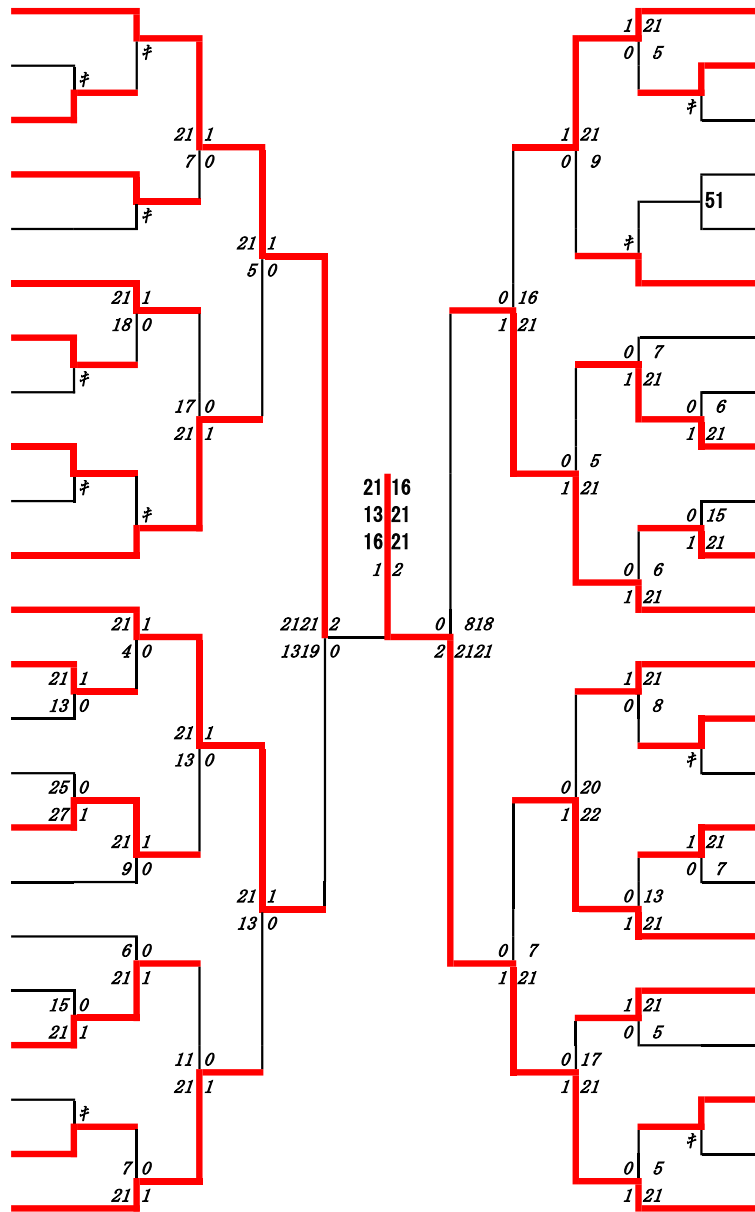 1 21
キ 0 5
キ キ
21 1 1 21
7 0 0 9
51
キ キ
21 1
5 0
21 1 0 16
18 0 1 21
0 7
キ 1 21
17 0 0 6
21 1 1 21
0 5
キ 21 16 1 21
キ 13 21 0 15
16 21 1 21
1 2 0 6
1 21
21 1 2121 2 0 818
4 0 1319 0 2 2121
21 1 1 21
13 0 0 8
21 1
13 0 キ
25 0 0 20
27 1 1 22
21 1 1 21
9 0 0 7
21 1 0 13
13 0 1 21
6 0 0 7
21 1 1 21
15 0 1 21
21 1 0 5
11 0 0 17
21 1 1 21
キ キ
7 0 0 5
21 1 1 21